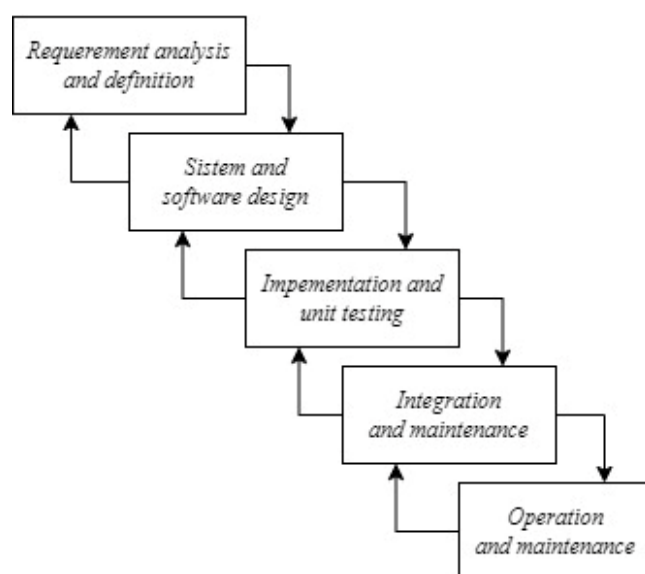 Requerement analysis
and definition
Sistem and
software design
Impementation and
unit testing
Integration
and maintenance
Operation
and maintenance